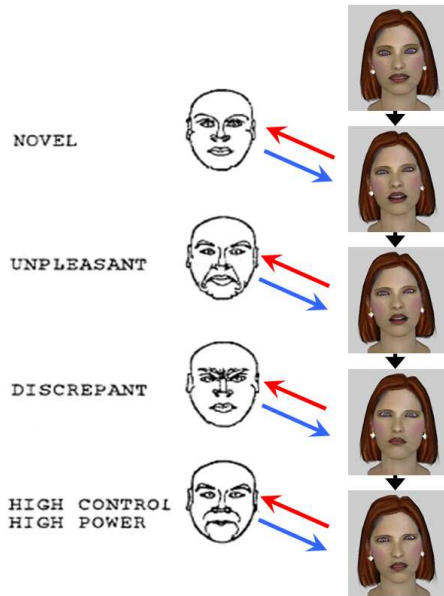 NOVEL
UNPLEASANT
DISCREPANT
HIGH CONTROL
HIGH POWER